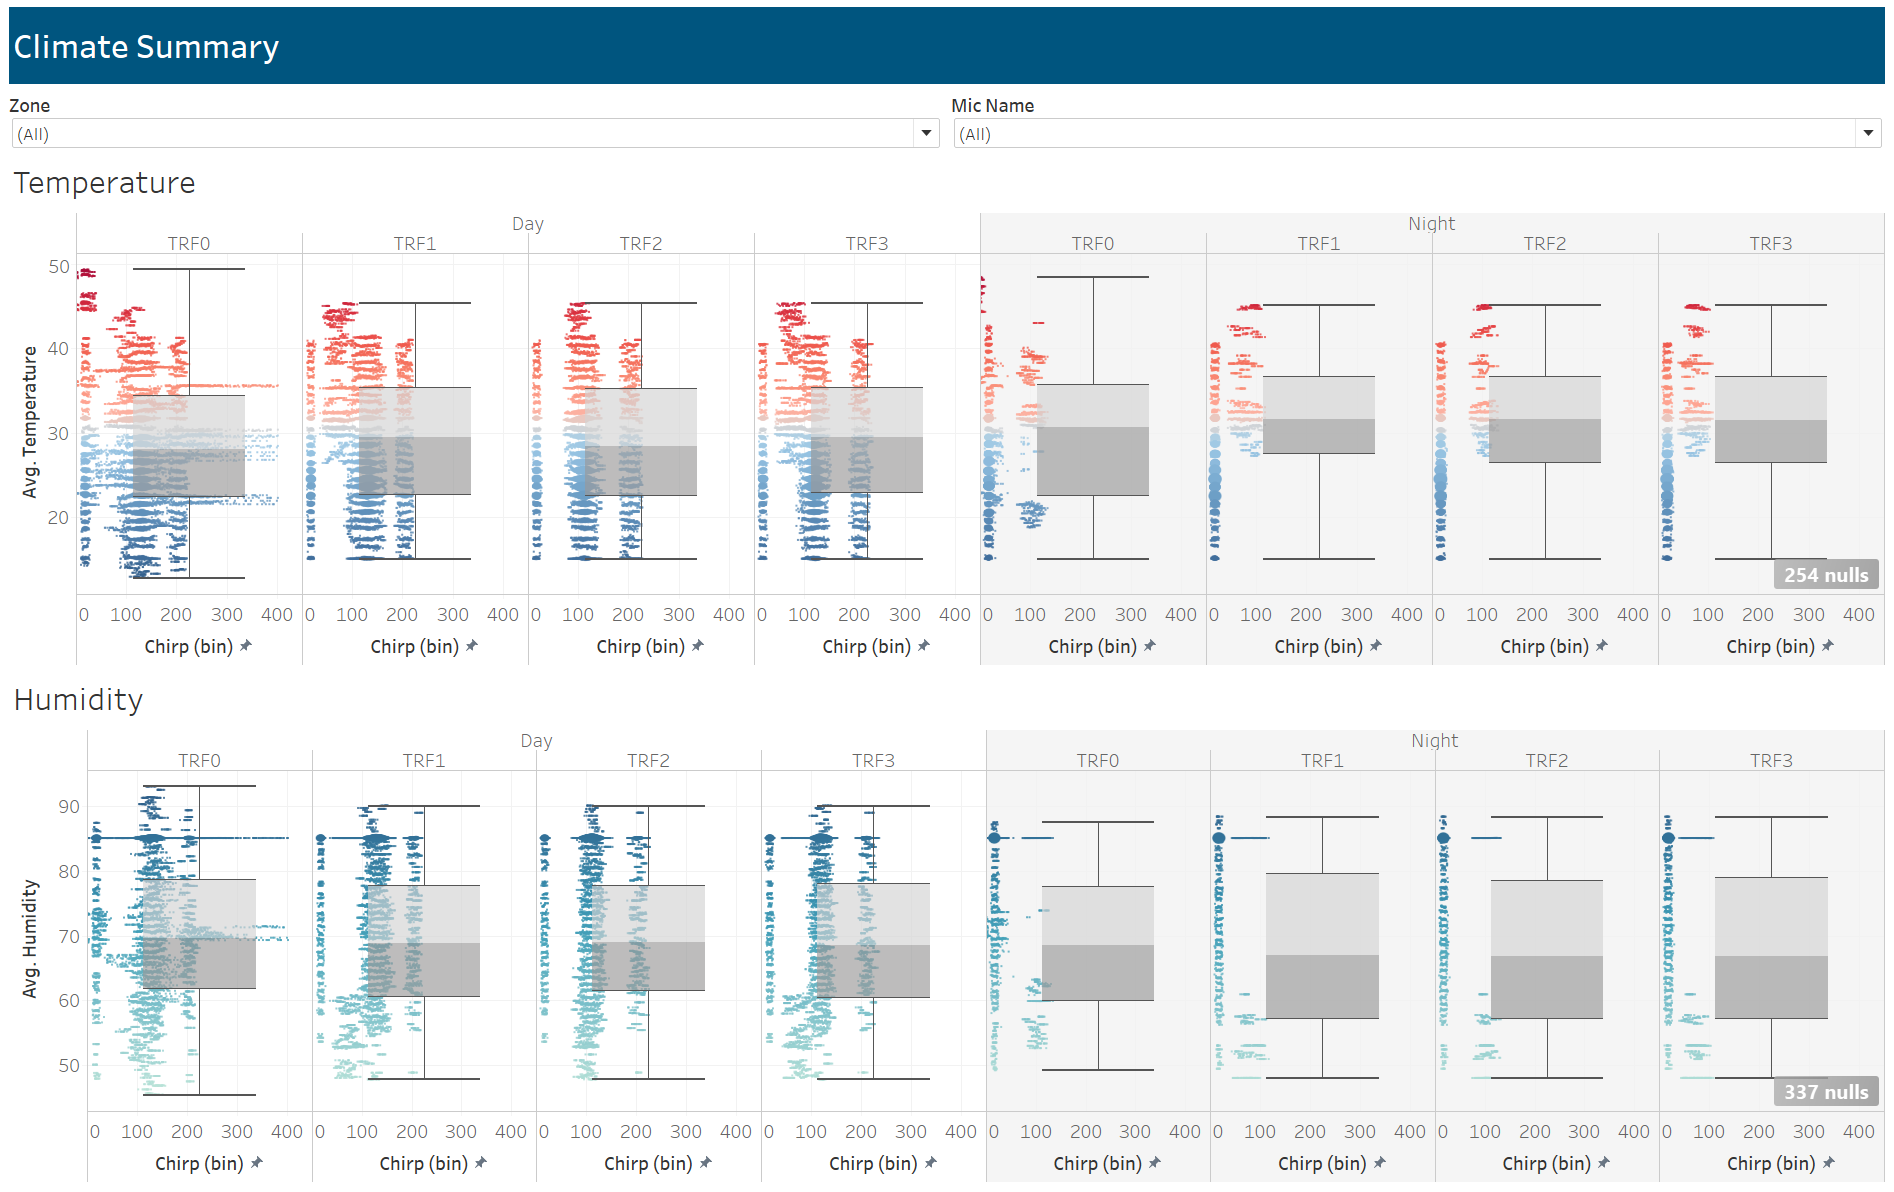 Climate Summary
Zone
Mic Name
(All)
(All)
Temperature
Day
Night
TRF0 TRF1 TRF2 TRF3 TRF0 TRF1 TRF2 TRF3
Avg. Temperature
50
40
30
20
254 nulls
0 100 200 300 400 0 100 200 300 400 0 100 200 300 400 0 100 200 300 400 0 100 200 300 400 0 100 200 300 400 0 100 200 300 400 0 100 200 300 400
Chirp (bin) Chirp (bin) Chirp (bin) Chirp (bin) Chirp (bin) Chirp (bin) Chirp (bin) Chirp (bin)
Humidity
Day
Night
TRF0 TRF1 TRF2 TRF3 TRF0 TRF1 TRF2 TRF3
Avg. Humidity
90
80
70
60
50
337 nulls
0 100 200 300 400 0 100 200 300 400 0 100 200 300 400 0 100 200 300 400 0 100 200 300 400 0 100 200 300 400 0 100 200 300 400 0 100 200 300 400
Chirp (bin) Chirp (bin) Chirp (bin) Chirp (bin) Chirp (bin) Chirp (bin) Chirp (bin) Chirp (bin)